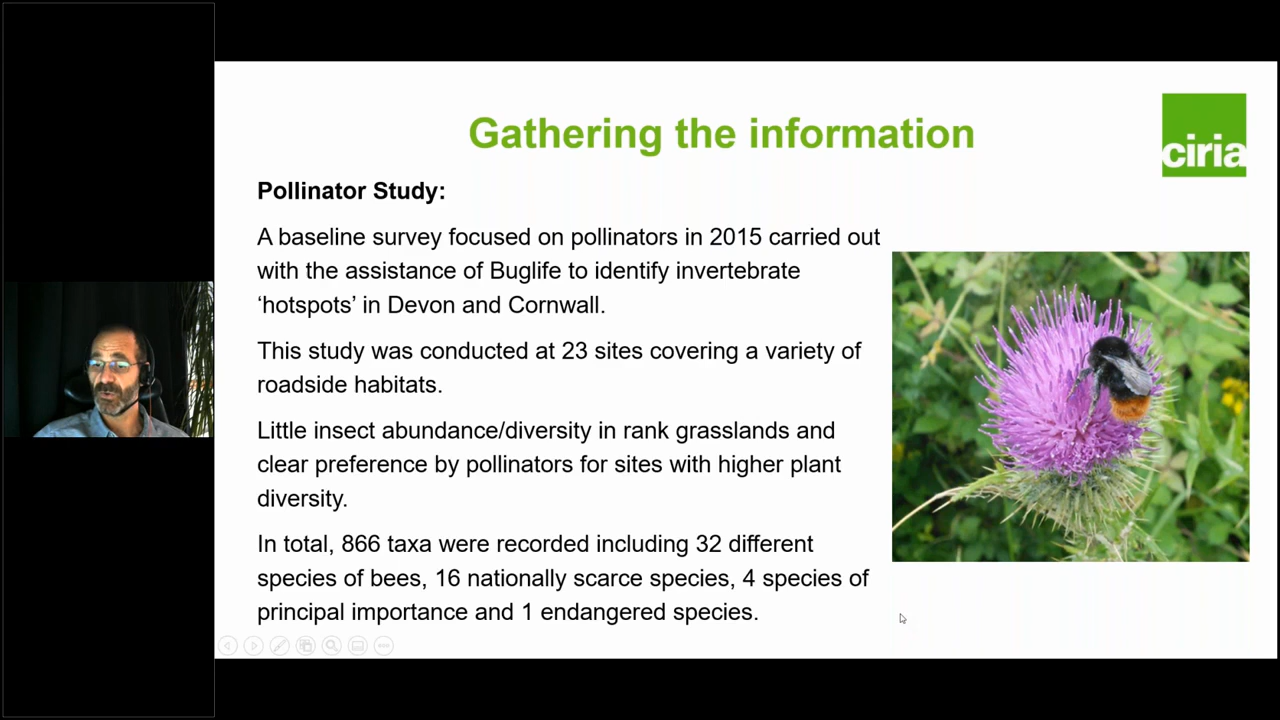 Gathering the information
ciria
Pollinator Study:
A baseline survey focused on pollinators in 2015 carried out
with the assistance of Buglife to identify invertebrate
‘hotspots’ in Devon and Cornwall.
This study was conducted at 23 sites covering a variety of
roadside habitats.
Little insect abundance/diversity in rank grasslands and
clear preference by pollinators for sites with higher plant
diversity.
In total, 866 taxa were recorded including 32 different
species of bees, 16 nationally scarce species, 4 species of
principal importance and 1 endangered species.